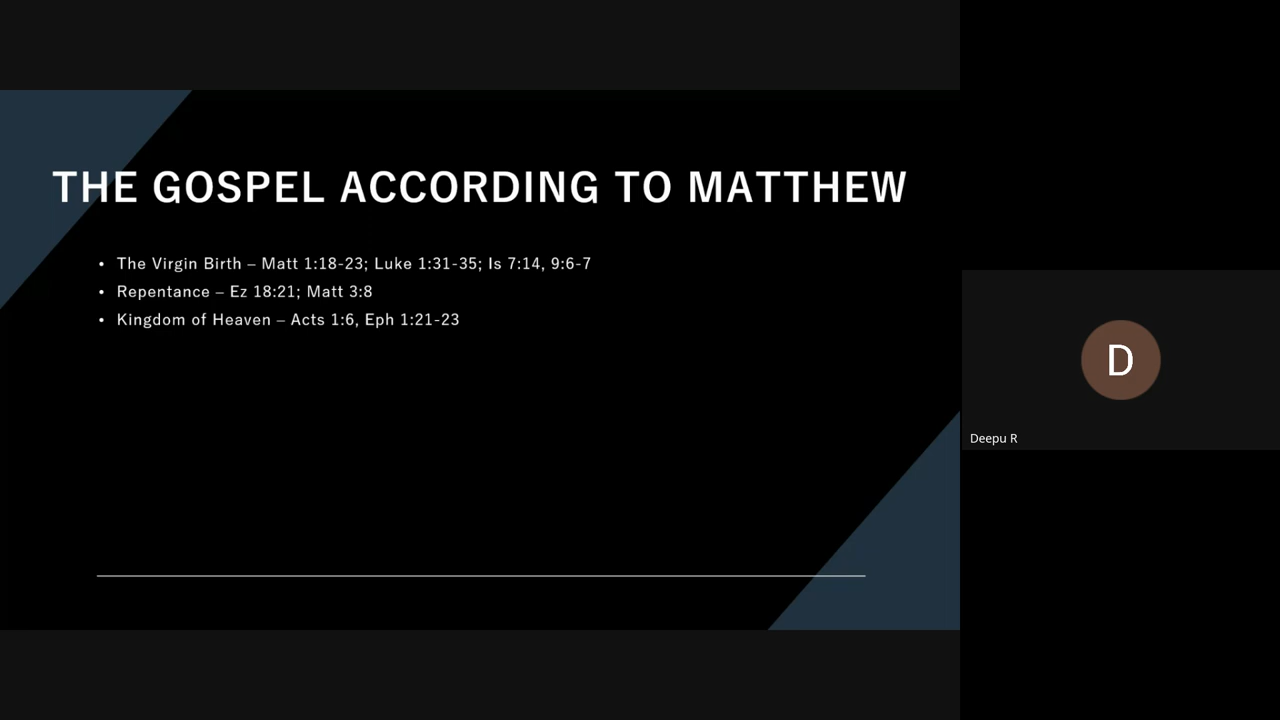 THE GOSPEL ACCORDING TO MATTHEW
• The Virgin Birth – Matt 1:18-23; Luke 1:31-35; Is 7:14, 9:6-7
• Repentance – Ez 18:21; Matt 3:8
• Kingdom of Heaven – Acts 1:6, Eph 1:21-23
D
Deepu R